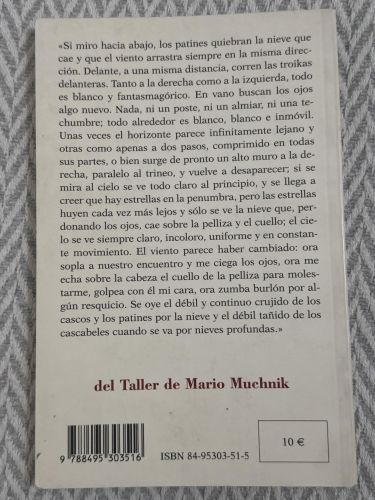 «Si miro hacia abajo, los patines quiebran la nieve que
cae y que el viento arrastra siempre en la misma direc-
ción. Delante, a una misma distancia, corren las troikas
delanteras. Tanto a la derecha como a la izquierda, todo
es blanco y fantasmagórico. En vano buscan los ojos
algo nuevo. Nada, ni un poste, ni un almiar, ni una te-
chumbre; todo alrededor es blanco, blanco e inmóvil.
Unas veces el horizonte parece infinitamente lejano y
otras como apenas a dos pasos, comprimido en todas
sus partes, o bien surge de pronto un alto muro a la de-
recha, paralelo al trineo, y vuelve a desaparecer; si se
mira al cielo se ve todo claro al principio, y se llega a
creer que hay estrellas en la penumbra, pero las estrellas
huyen cada vez más lejos y sólo se ve la nieve que, per-
donando los ojos, cae sobre la pelliza y el cuello; el cie-
lo se ve siempre claro, incoloro, uniforme y en constan-
te movimiento. El viento parece haber cambiado: ora
sopla a nuestro encuentro y me ciega los ojos, ora me
echa sobre la cabeza el cuello de la pelliza para moles-
tarme, golpea con él mi cara, ora zumba burlón por al-
gún resquicio. Se oye el débil y continuo crujido de los
cascos y los patines por la nieve y el débil tañido de los
cascabeles cuando se va por nieves profundas.»
del Taller de Mario Muchnik
9 788495 303516
ISBN 84-95303-51-5
10 €